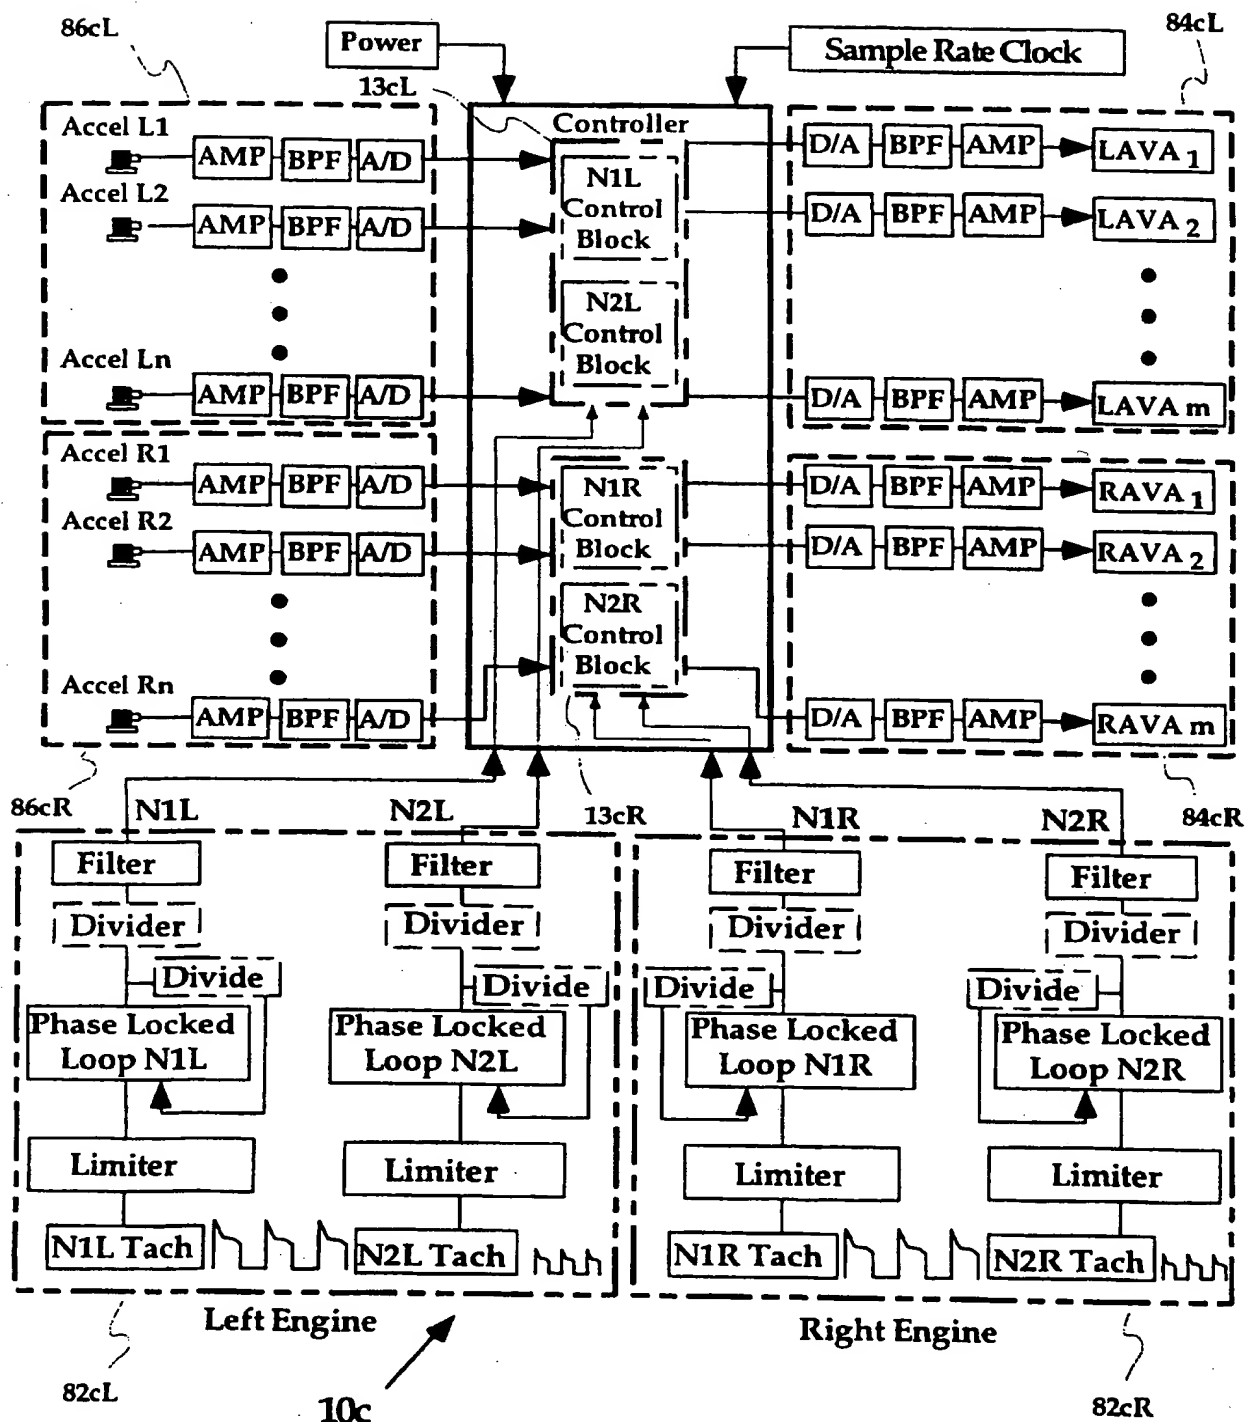 86cL
Power
Sample Rate Clock
84cL
13cL
Controller
Accel L1
AMP BPF A/D
N1L Control Block
D/A BPF AMP LAVA 1
Accel L2
AMP BPF A/D
D/A BPF AMP LAVA 2
N2L Control Block
Accel Ln
AMP BPF A/D
D/A BPF AMP LAVA m
Accel R1
AMP BPF A/D
N1R Control Block
D/A BPF AMP RAVA 1
Accel R2
AMP BPF A/D
D/A BPF AMP RAVA 2
N2R Control Block
Accel Rn
AMP BPF A/D
D/A BPF AMP RAVA m
86cR
N1L
N2L
13cR
N1R
N2R
84cR
Filter Filter Filter Filter
Divider Divider Divider Divider
Divide Divide Divide Divide
Phase Locked Loop N1L
Phase Locked Loop N2L
Phase Locked Loop N1R
Phase Locked Loop N2R
Limiter Limiter Limiter Limiter
N1L Tach
N2L Tach
N1R Tach
N2R Tach
Left Engine
Right Engine
82cL
10c
82cR